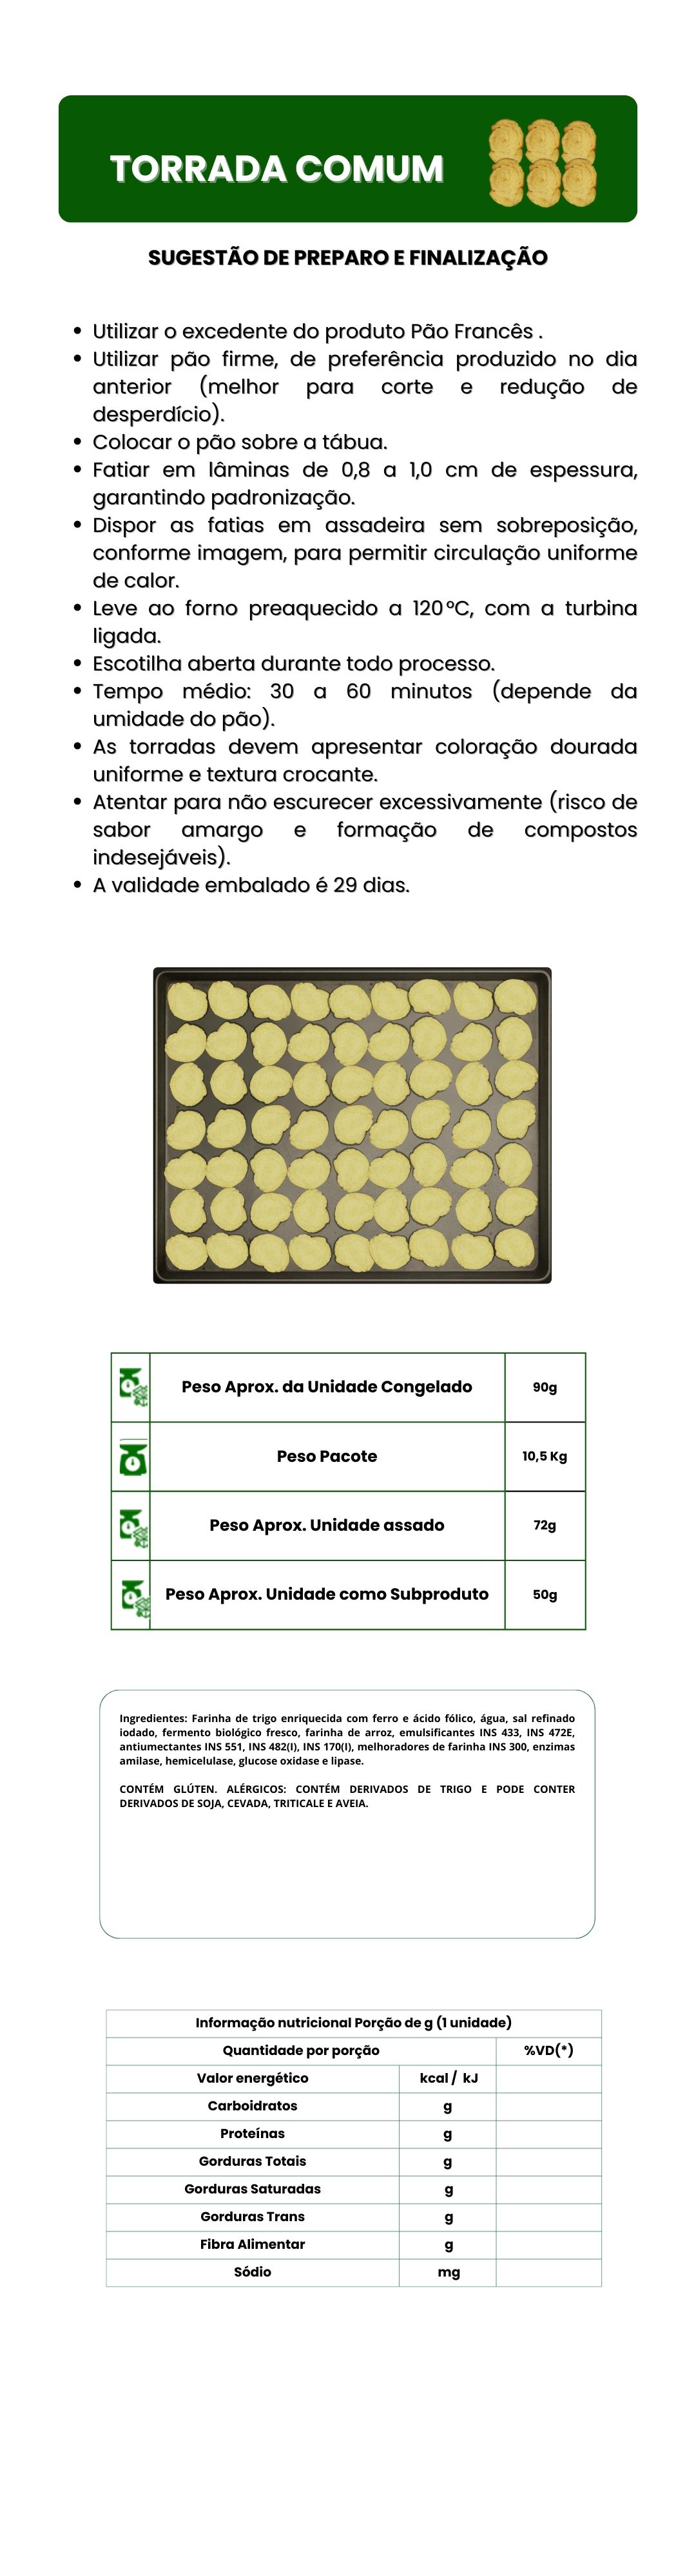 TORRADA COMUM
SUGESTÃO DE PREPARO E FINALIZAÇÃO
• Utilizar o excedente do produto Pão Francês .
• Utilizar pão firme, de preferência produzido no dia
anterior (melhor para corte e redução de
desperdício).
• Colocar o pão sobre a tábua.
• Fatiar em lâminas de 0,8 a 1,0 cm de espessura,
garantindo padronização.
• Dispor as fatias em assadeira sem sobreposição,
conforme imagem, para permitir circulação uniforme
de calor.
• Leve ao forno preaquecido a 120 °C, com a turbina
ligada.
• Escotilha aberta durante todo processo.
• Tempo médio: 30 a 60 minutos (depende da
umidade do pão).
• As torradas devem apresentar coloração dourada
uniforme e textura crocante.
• Atentar para não escurecer excessivamente (risco de
sabor amargo e formação de compostos
indesejáveis).
• A validade embalado é 29 dias.
Peso Aprox. da Unidade Congelado 90g
Peso Pacote 10,5 Kg
Peso Aprox. Unidade assado 72g
Peso Aprox. Unidade como Subproduto 50g
Ingredientes: Farinha de trigo enriquecida com ferro e ácido fólico, água, sal refinado
iodado, fermento biológico fresco, farinha de arroz, emulsificantes INS 433, INS 472E,
antiumectantes INS 551, INS 482(I), INS 170(I), melhoradores de farinha INS 300, enzimas
amilase, hemicelulase, glucose oxidase e lipase.
CONTÉM GLÚTEN. ALÉRGICOS: CONTÉM DERIVADOS DE TRIGO E PODE CONTER
DERIVADOS DE SOJA, CEVADA, TRITICALE E AVEIA.
Informação nutricional Porção de g (1 unidade)
Quantidade por porção %VD(*)
Valor energético kcal / kJ
Carboidratos g
Proteínas g
Gorduras Totais g
Gorduras Saturadas g
Gorduras Trans g
Fibra Alimentar g
Sódio mg